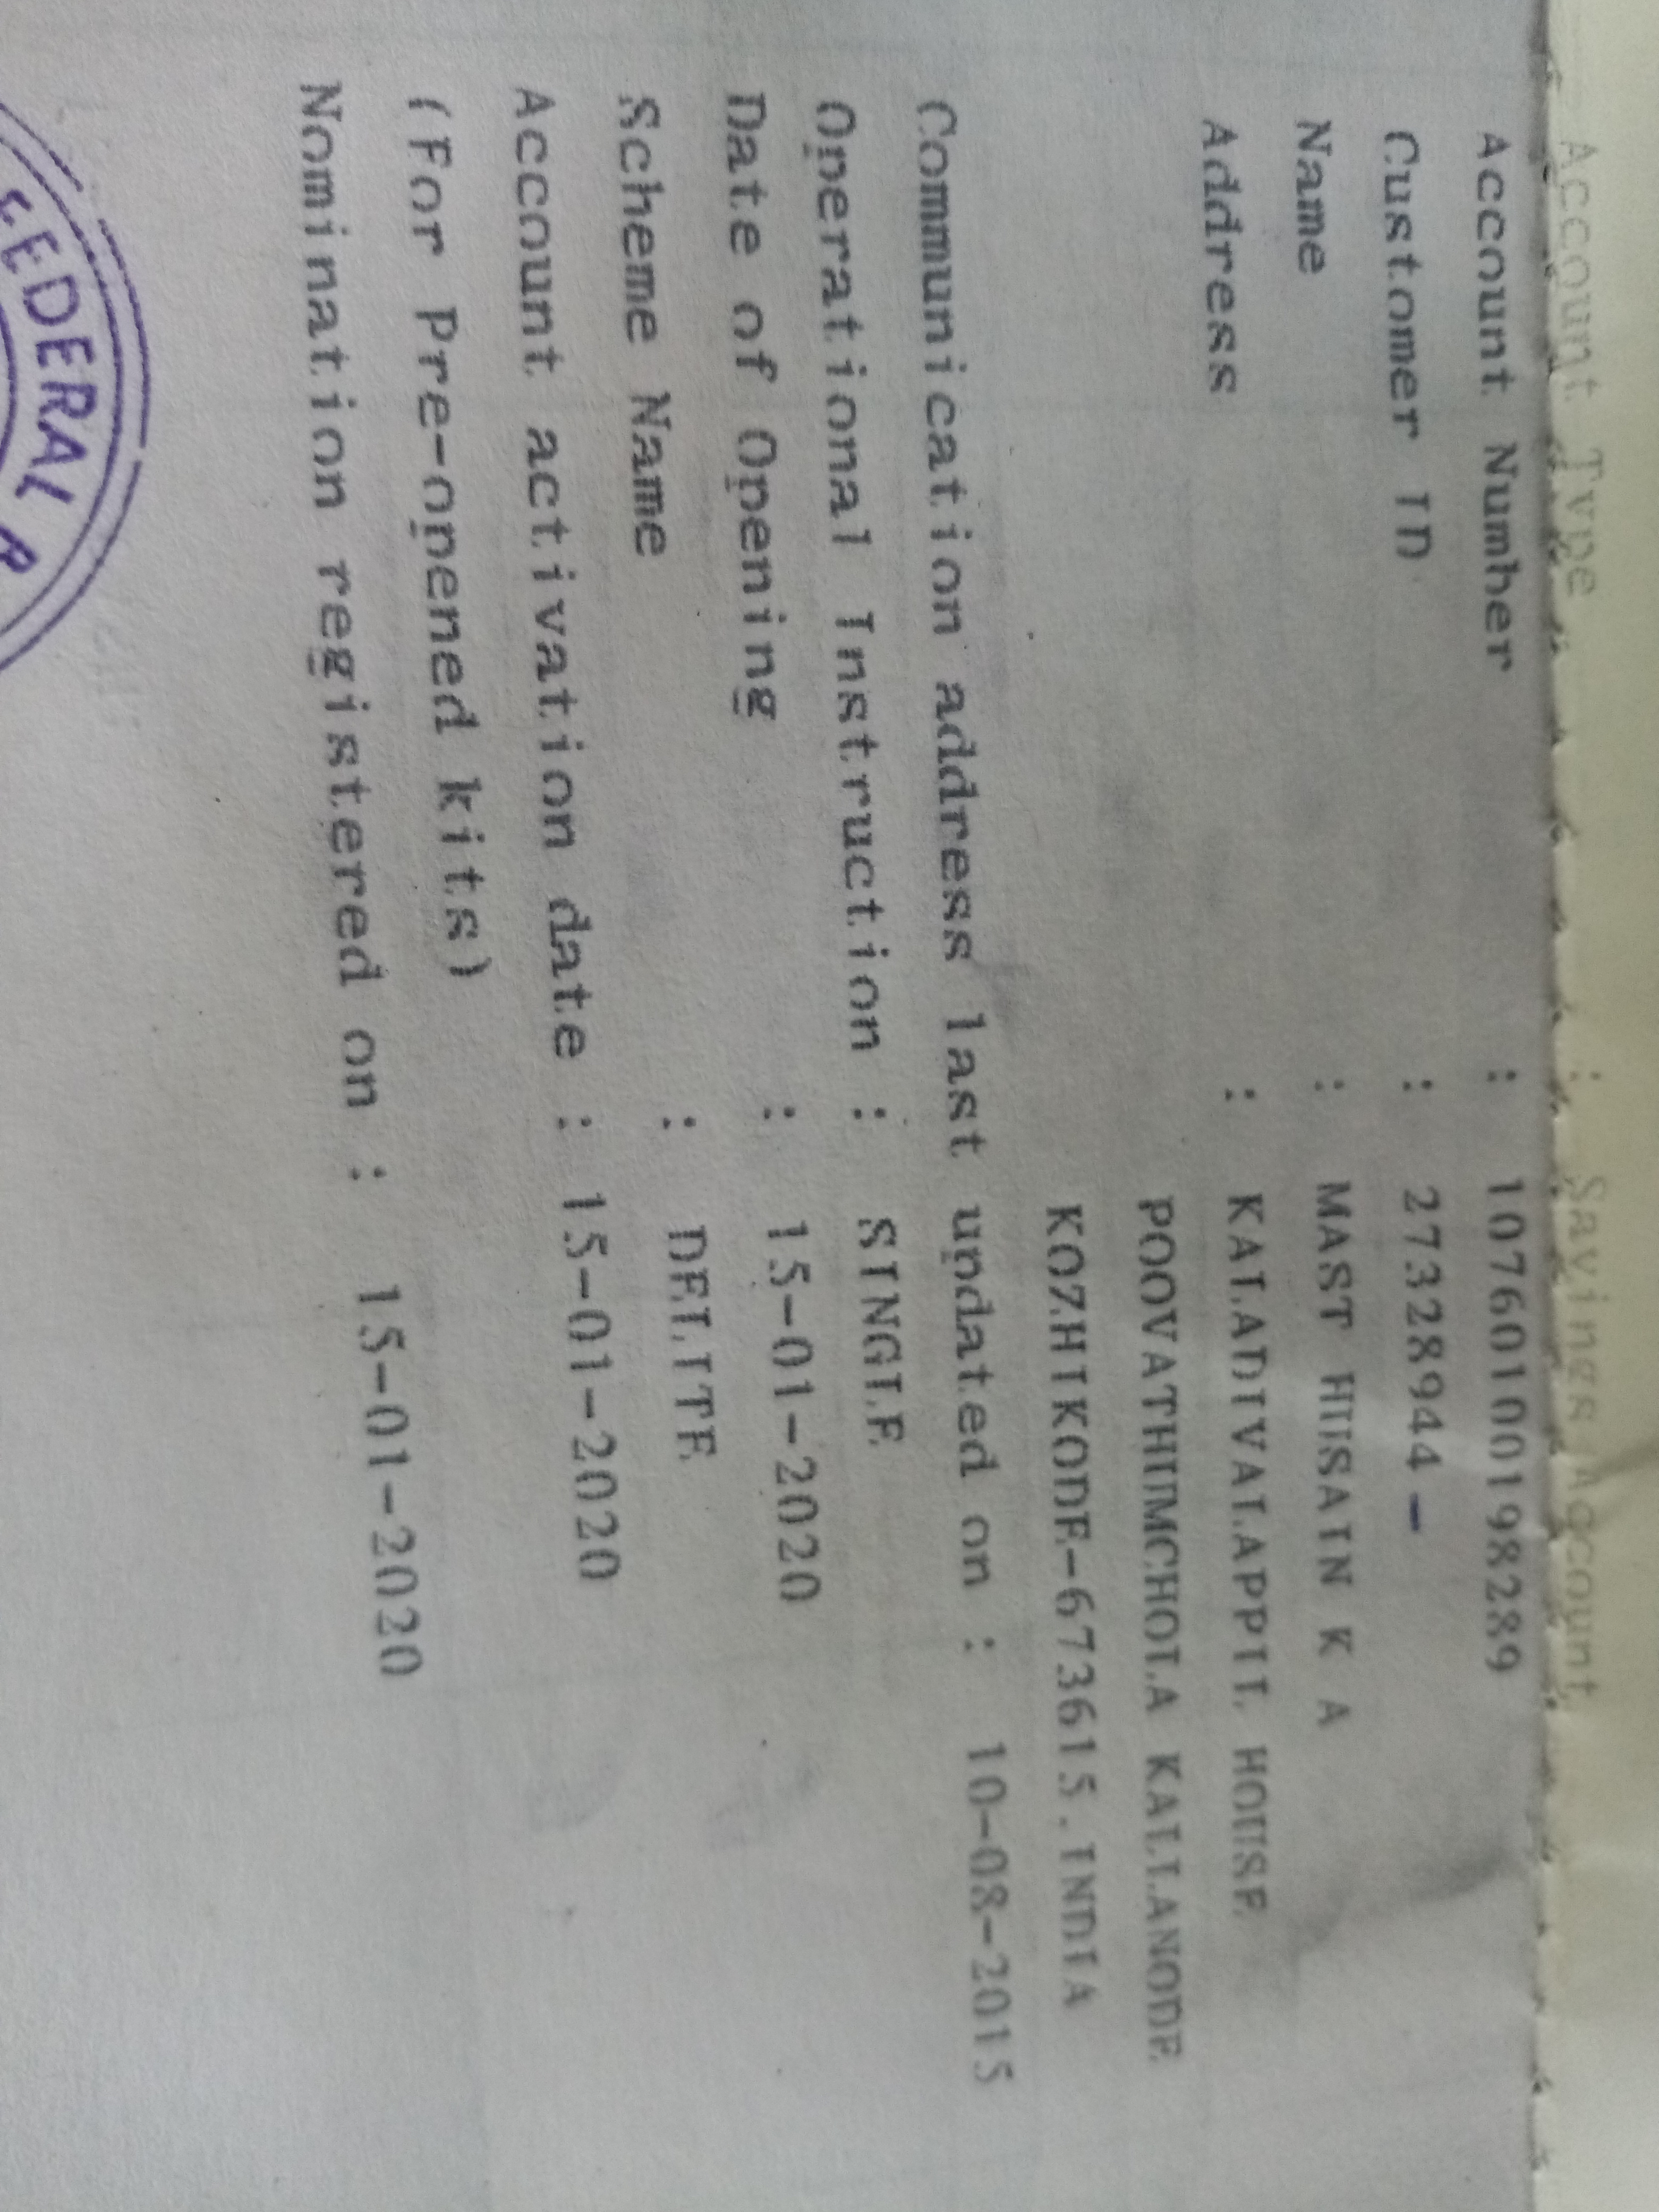 Account Type : Savings Account
Account Number : 10760100198289
Customer ID : 27328944 -
Name : MAST HUSAIN K A
Address : KALADIVALAPPIL HOUSE
POOVATHUMCHOLA KALLANODE
KOZHIKODE-673615.INDIA
Communication address last updated on : 10-08-2015
Operational Instruction : SINGLE
Date of Opening : 15-01-2020
Scheme Name : DELITE
Account activation date : 15-01-2020
(For Pre-opened kits)
Nomination registered on : 15-01-2020
FEDERAL